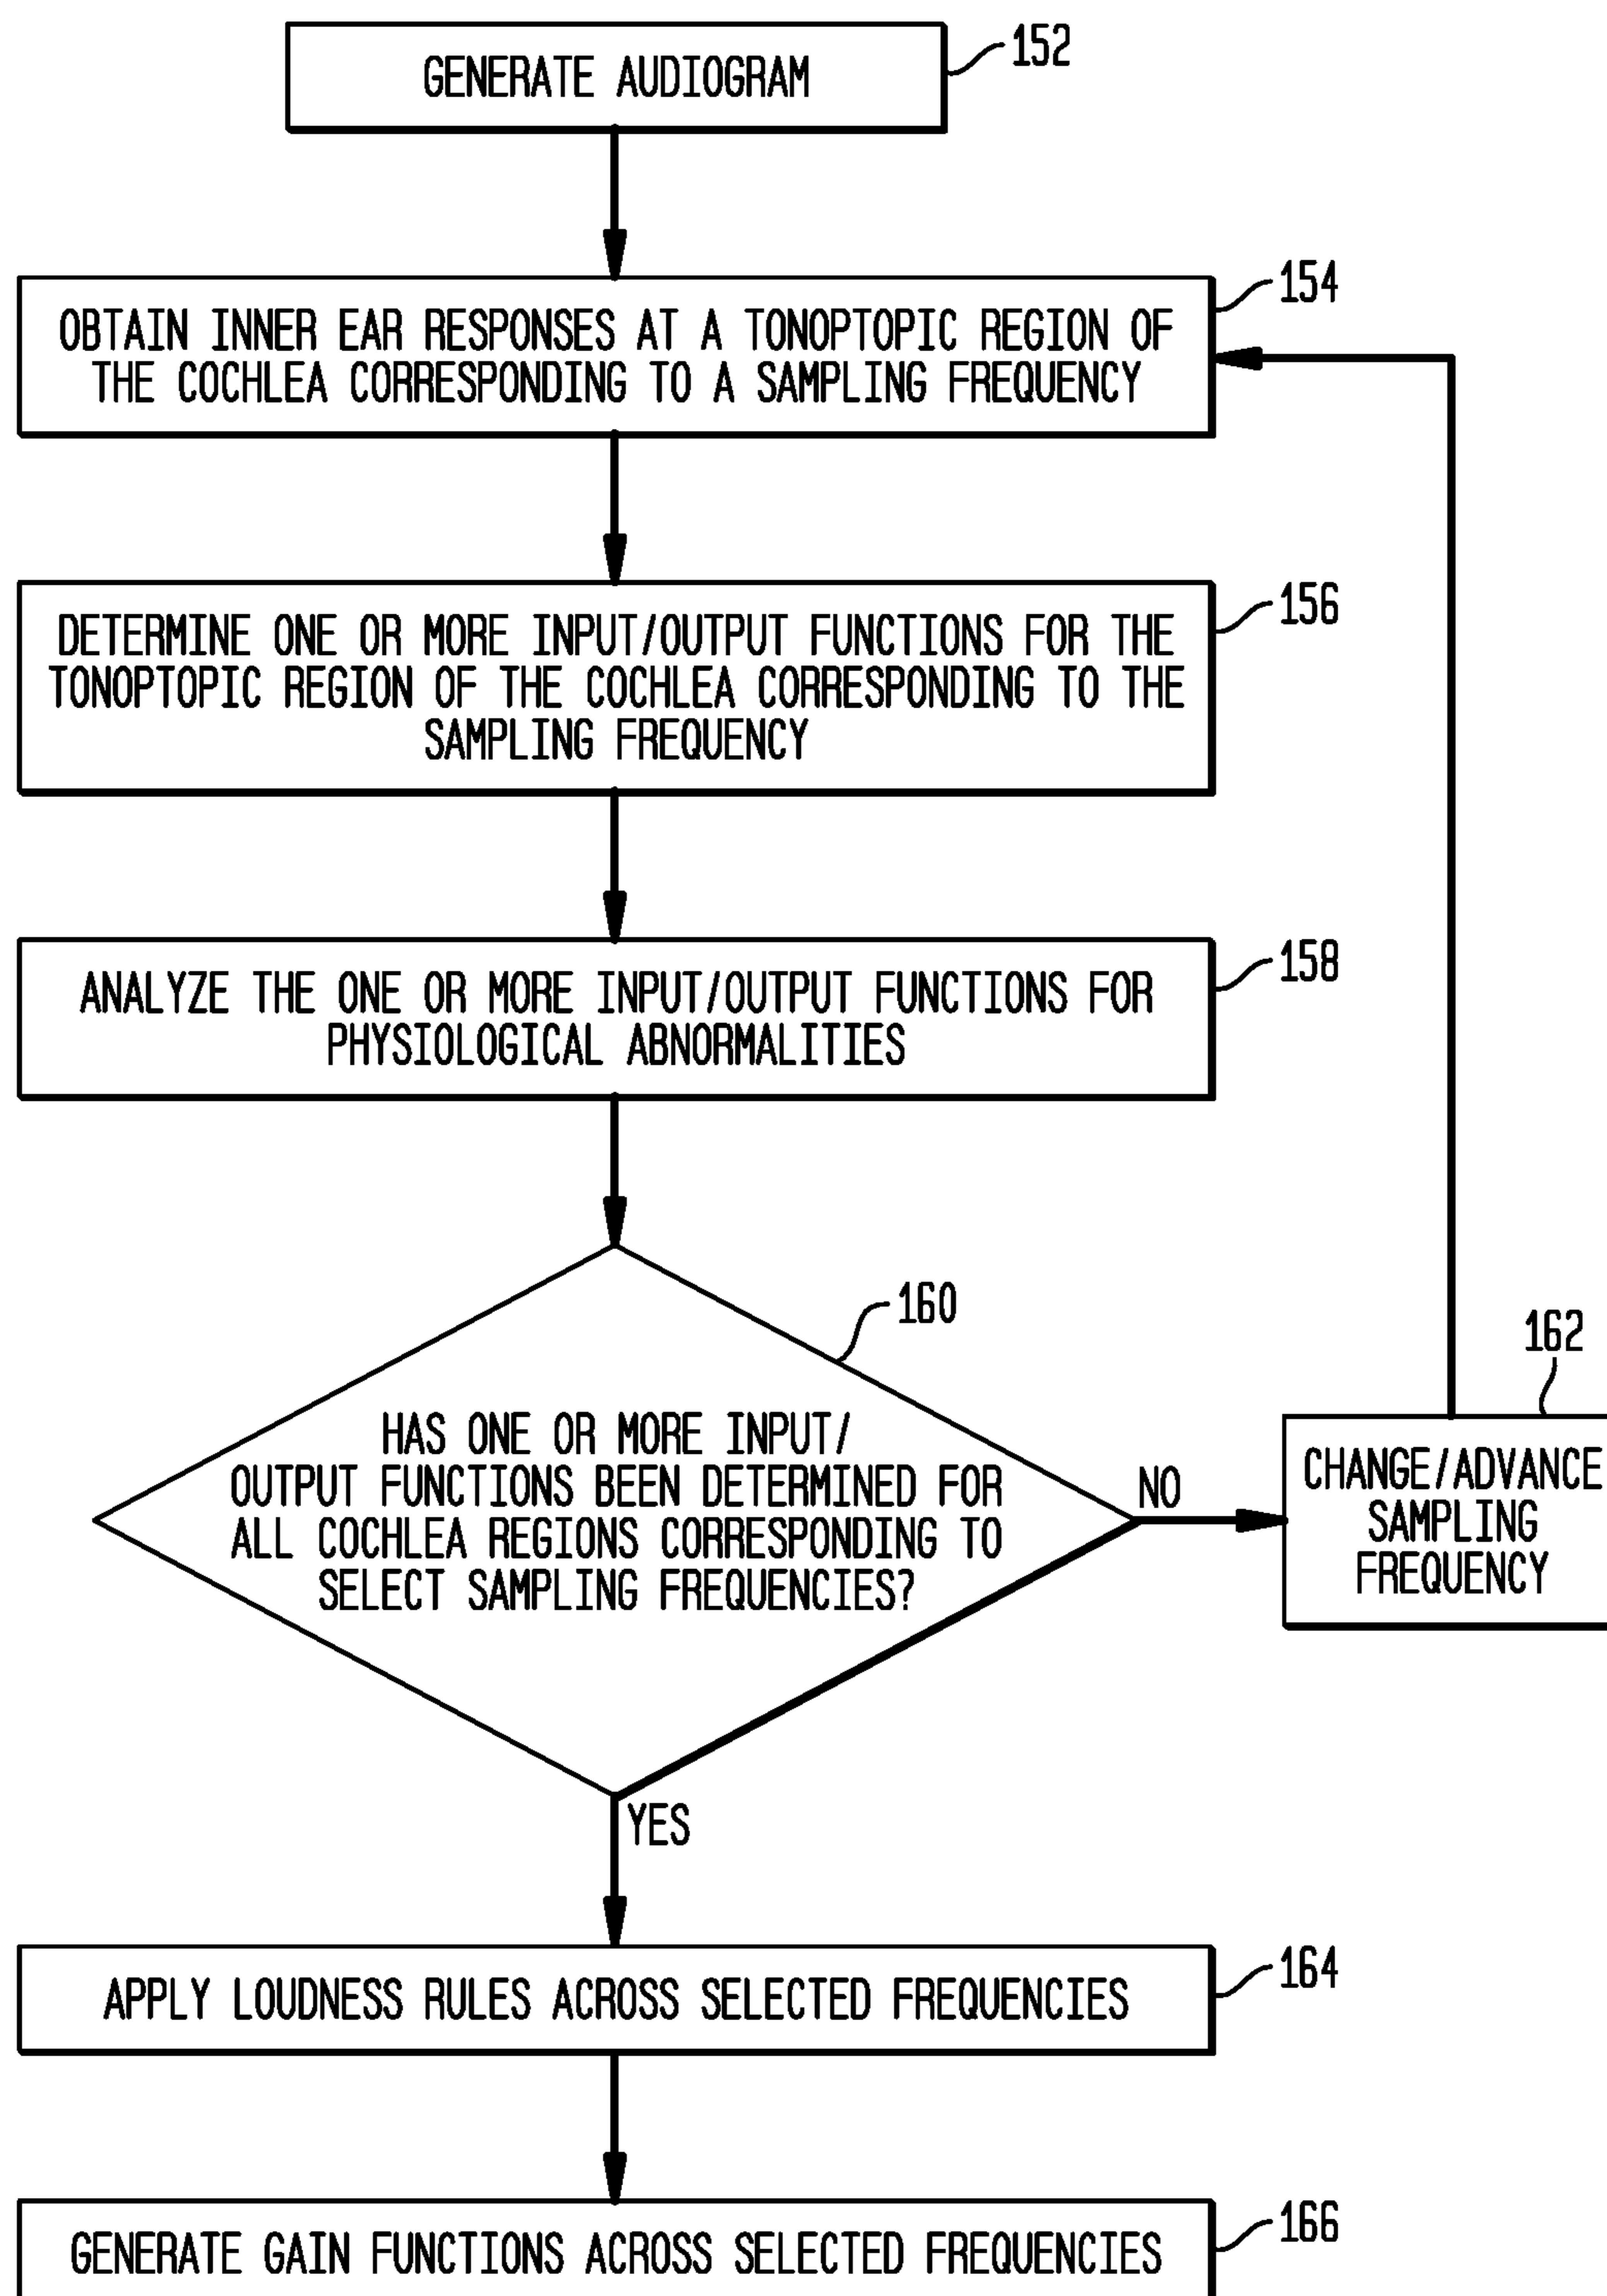 GENERATE AUDIOGRAM
152
OBTAIN INNER EAR RESPONSES AT A TONOPTOPIC REGION OF
THE COCHLEA CORRESPONDING TO A SAMPLING FREQUENCY
154
DETERMINE ONE OR MORE INPUT/OUTPUT FUNCTIONS FOR THE
TONOPTOPIC REGION OF THE COCHLEA CORRESPONDING TO THE
SAMPLING FREQUENCY
156
ANALYZE THE ONE OR MORE INPUT/OUTPUT FUNCTIONS FOR
PHYSIOLOGICAL ABNORMALITIES
158
160
HAS ONE OR MORE INPUT/
OUTPUT FUNCTIONS BEEN DETERMINED FOR
ALL COCHLEA REGIONS CORRESPONDING TO
SELECT SAMPLING FREQUENCIES?
NO
162
CHANGE/ADVANCE
SAMPLING
FREQUENCY
YES
APPLY LOUDNESS RULES ACROSS SELECTED FREQUENCIES
164
GENERATE GAIN FUNCTIONS ACROSS SELECTED FREQUENCIES
166